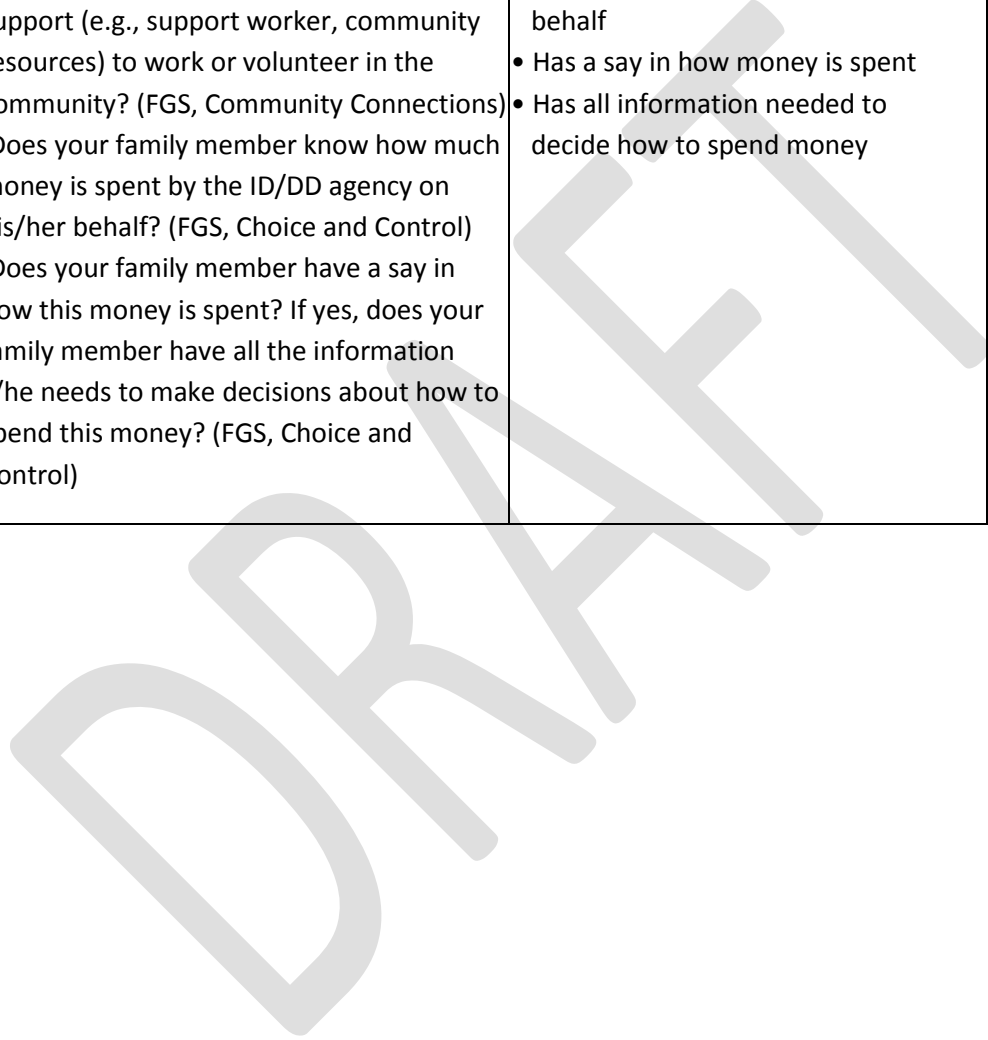 upport (e.g., support worker, community
esources) to work or volunteer in the
ommunity? (FGS, Community Connections)
Does your family member know how much
oney is spent by the ID/DD agency on
is/her behalf? (FGS, Choice and Control)
Does your family member have a say in
ow this money is spent? If yes, does your
amily member have all the information
/he needs to make decisions about how to
pend this money? (FGS, Choice and
ontrol)
behalf
• Has a say in how money is spent
• Has all information needed to
decide how to spend money
DRAFT